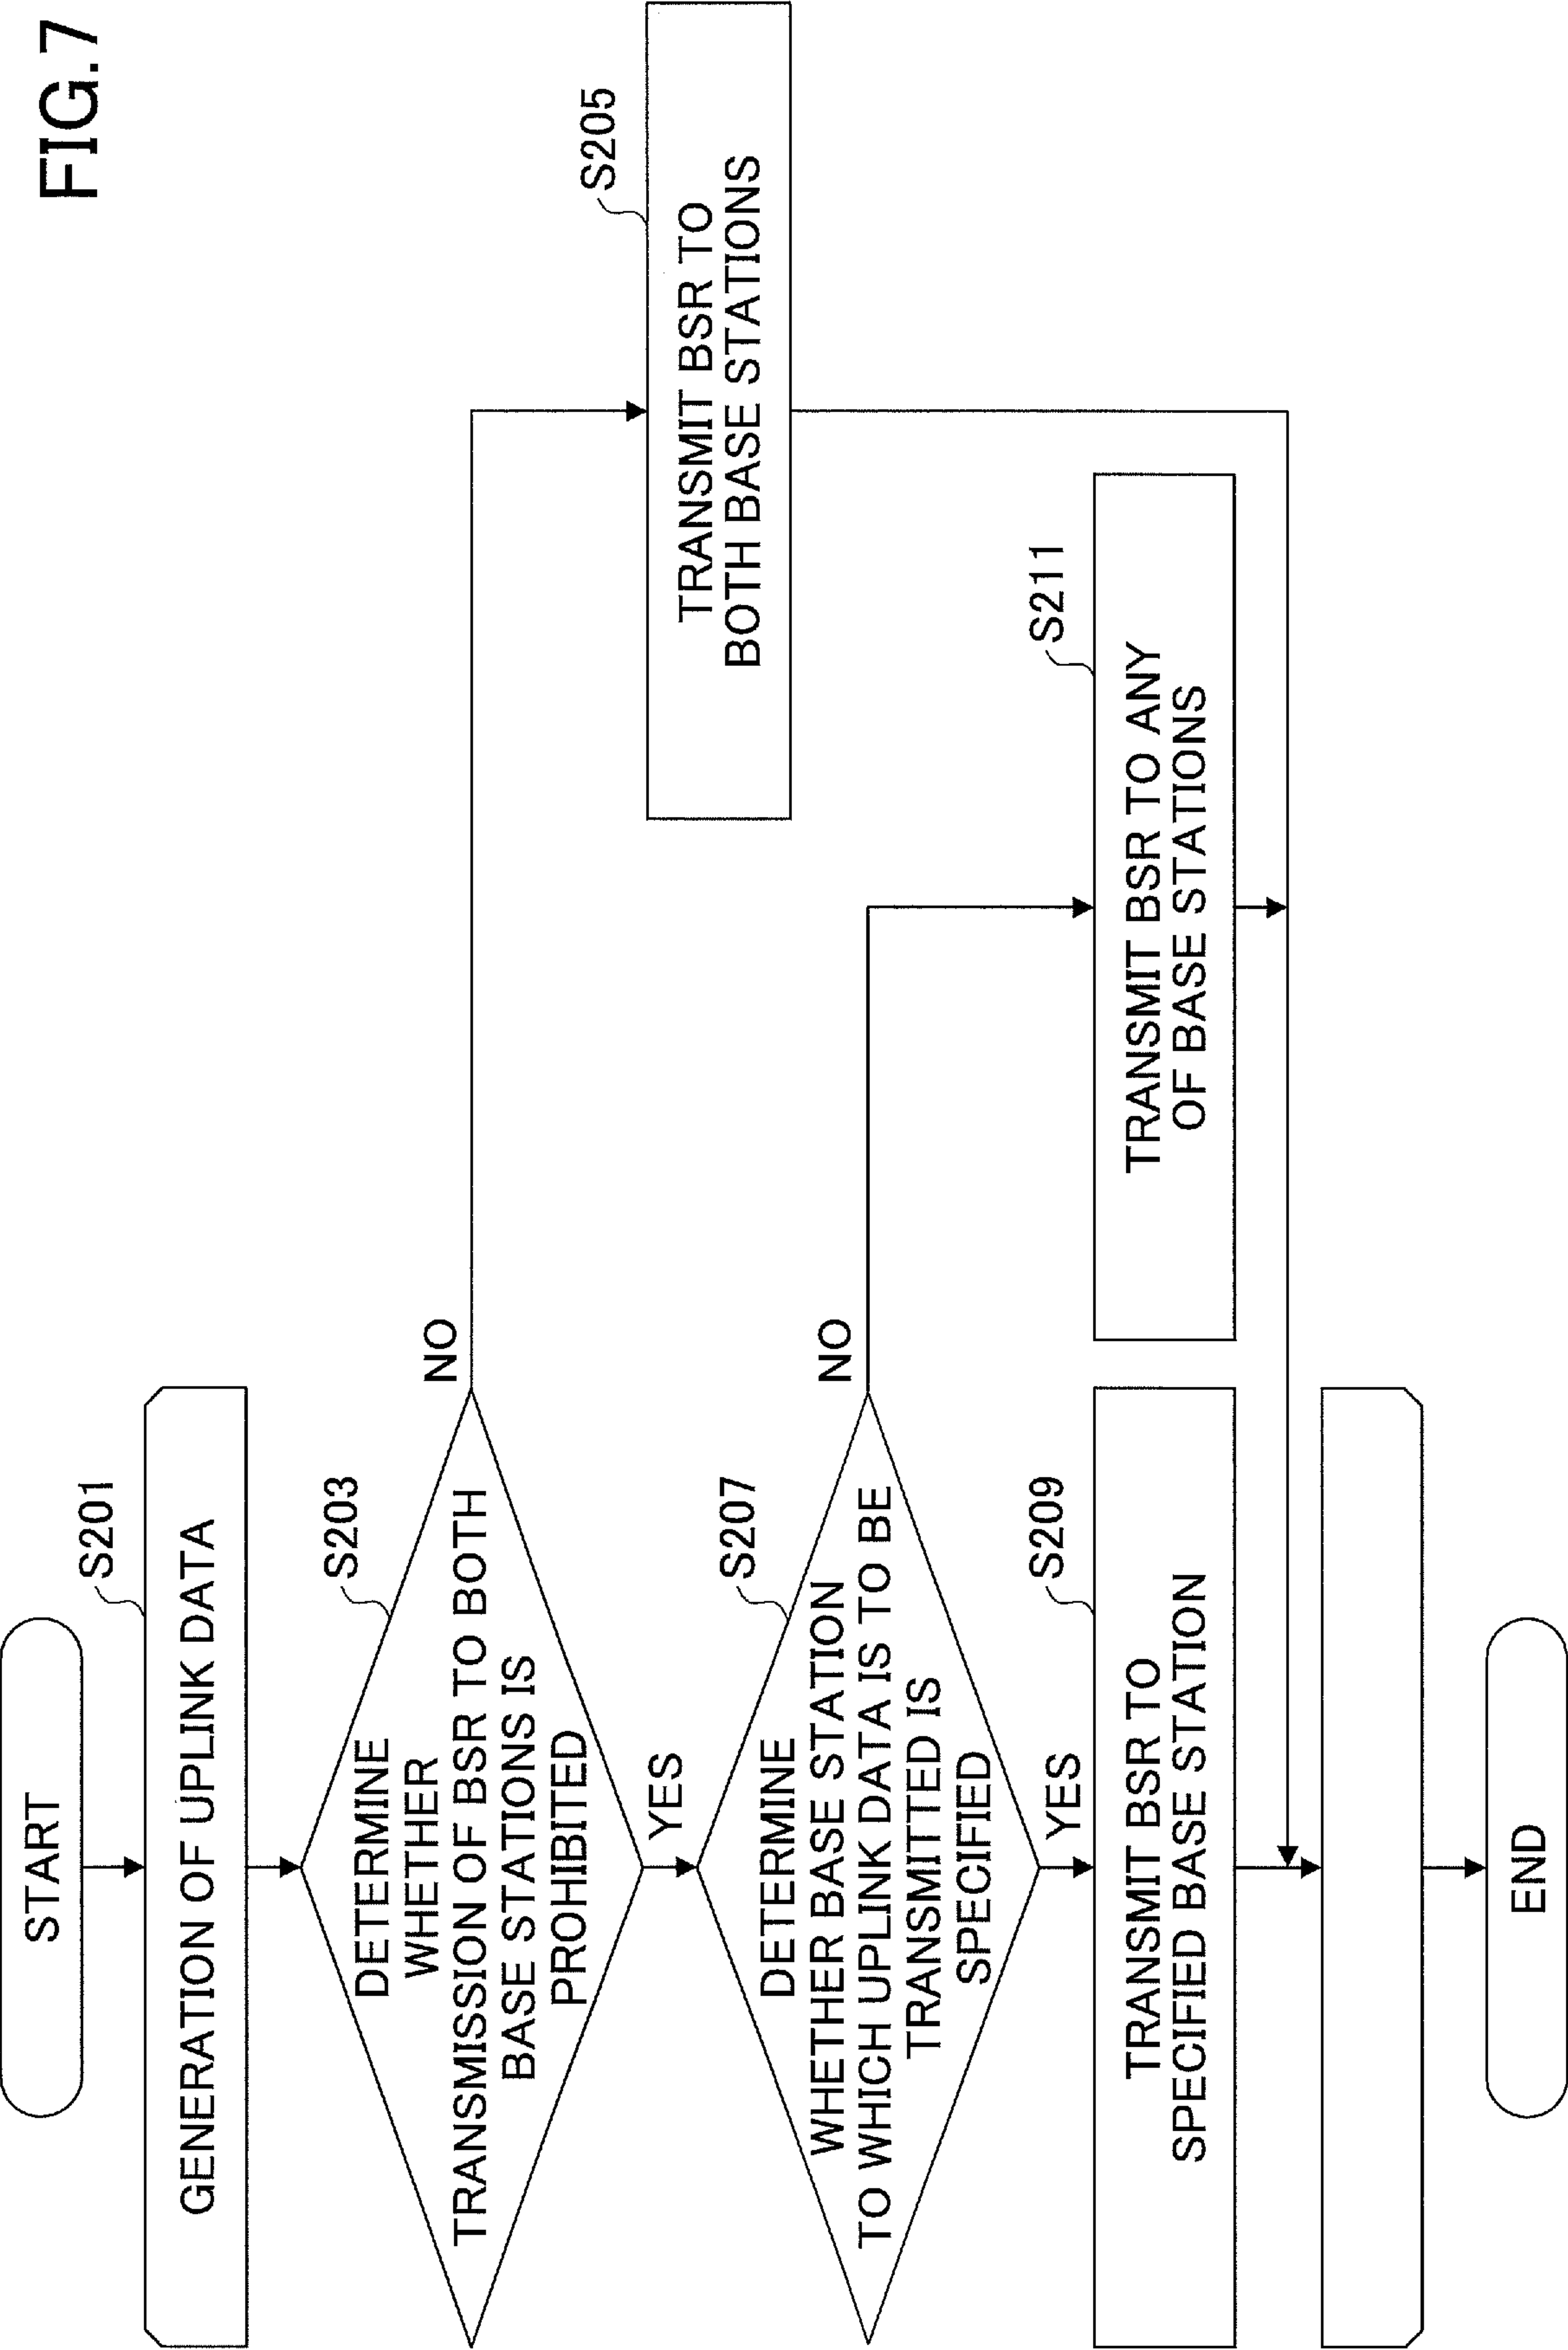 FIG.7
START
S201
GENERATION OF UPLINK DATA
S203
DETERMINE
WHETHER
TRANSMISSION OF BSR TO BOTH
BASE STATIONS IS
PROHIBITED
NO
YES
S205
TRANSMIT BSR TO
BOTH BASE STATIONS
S207
DETERMINE
WHETHER BASE STATION
TO WHICH UPLINK DATA IS TO BE
TRANSMITTED IS
SPECIFIED
NO
YES
S209
TRANSMIT BSR TO
SPECIFIED BASE STATION
S211
TRANSMIT BSR TO ANY
OF BASE STATIONS
END